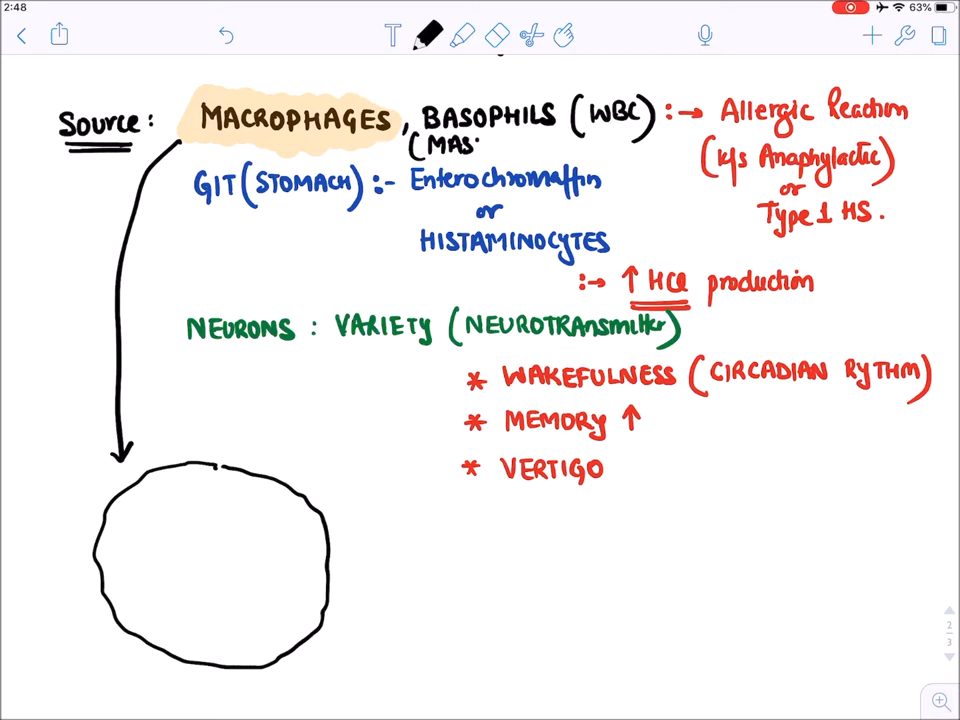 2:48
63%
Source: MACROPHAGES, BASOPHILS (WBC) :→ Allergic Reaction
(MAS
(k/s Anaphylactic)
or
Type 1 HS.
GIT (STOMACH) :- Enterochromaffin
or
HISTAMINOCYTES
:→ ↑ HCl production
NEURONS : VARIETY (NEUROTRANSmitter)
* WAKEFULNESS (CIRCADIAN RYTHM)
* MEMORY ↑
* VERTIGO
2
3